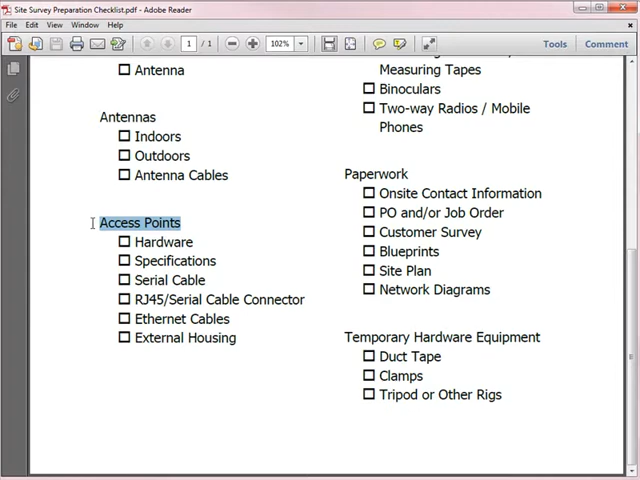 Site Survey Preparation Checklist.pdf - Adobe Reader
File Edit View Window Help
1 / 1 102% Tools Comment
Antenna
Antennas
Indoors
Outdoors
Antenna Cables
Access Points
Hardware
Specifications
Serial Cable
RJ45/Serial Cable Connector
Ethernet Cables
External Housing
Measuring Tapes
Binoculars
Two-way Radios / Mobile
Phones
Paperwork
Onsite Contact Information
PO and/or Job Order
Customer Survey
Blueprints
Site Plan
Network Diagrams
Temporary Hardware Equipment
Duct Tape
Clamps
Tripod or Other Rigs